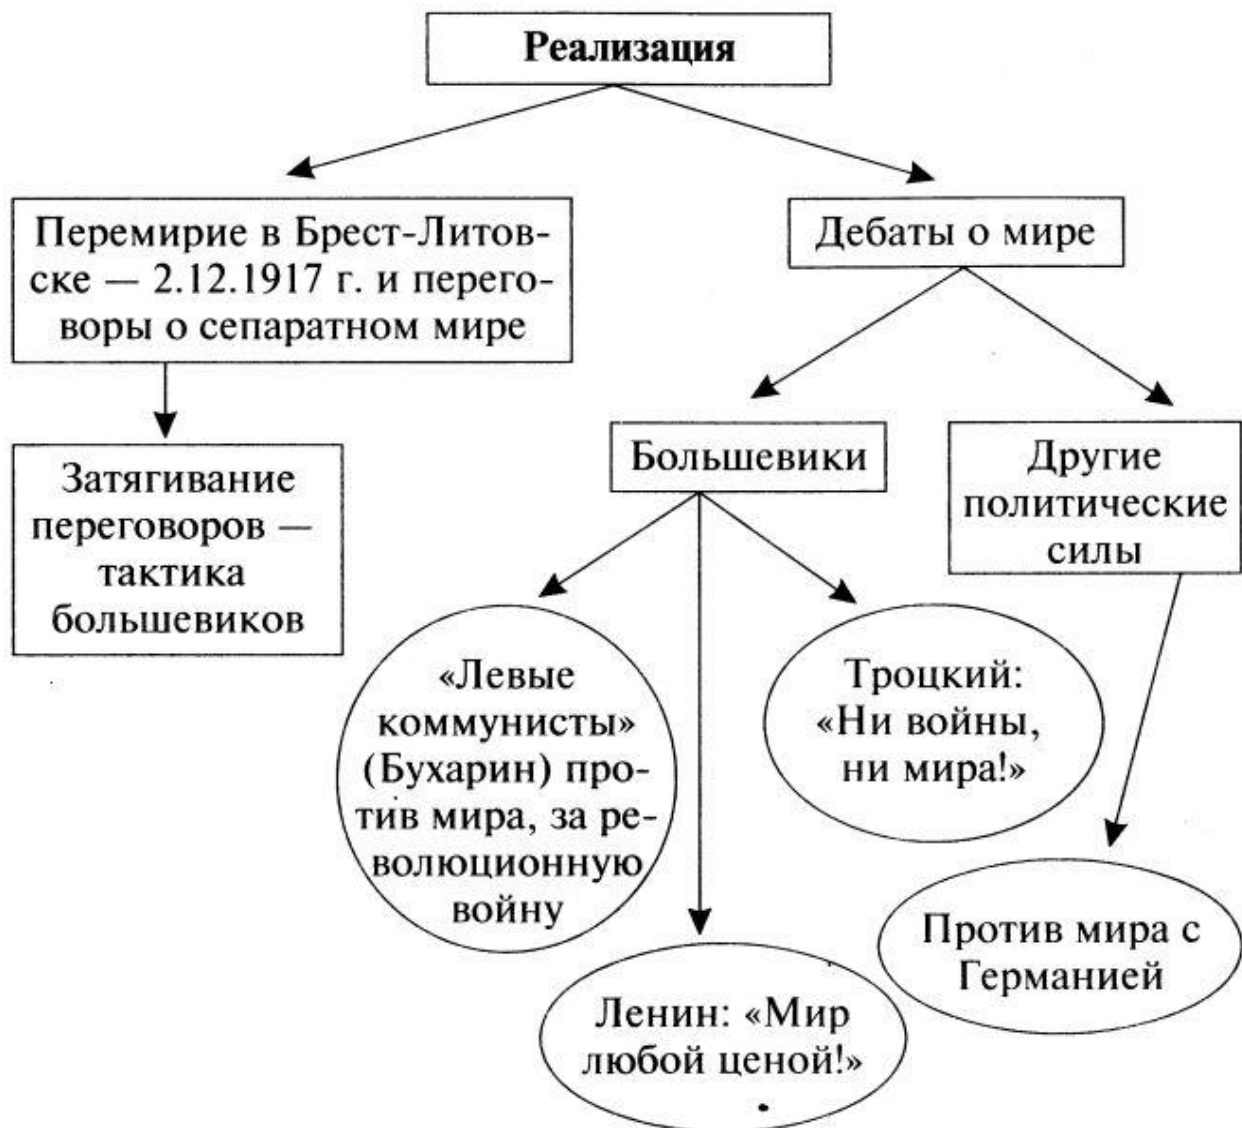 Реализация
Перемирие в Брест-Литов-
ске — 2.12.1917 г. и перего-
воры о сепаратном мире
Дебаты о мире
Затягивание
переговоров —
тактика
большевиков
Большевики
Другие
политические
силы
«Левые
коммунисты»
(Бухарин) про-
тив мира, за ре-
волюционную
войну
Троцкий:
«Ни войны,
ни мира!»
Против мира с
Германией
Ленин: «Мир
любой ценой!»